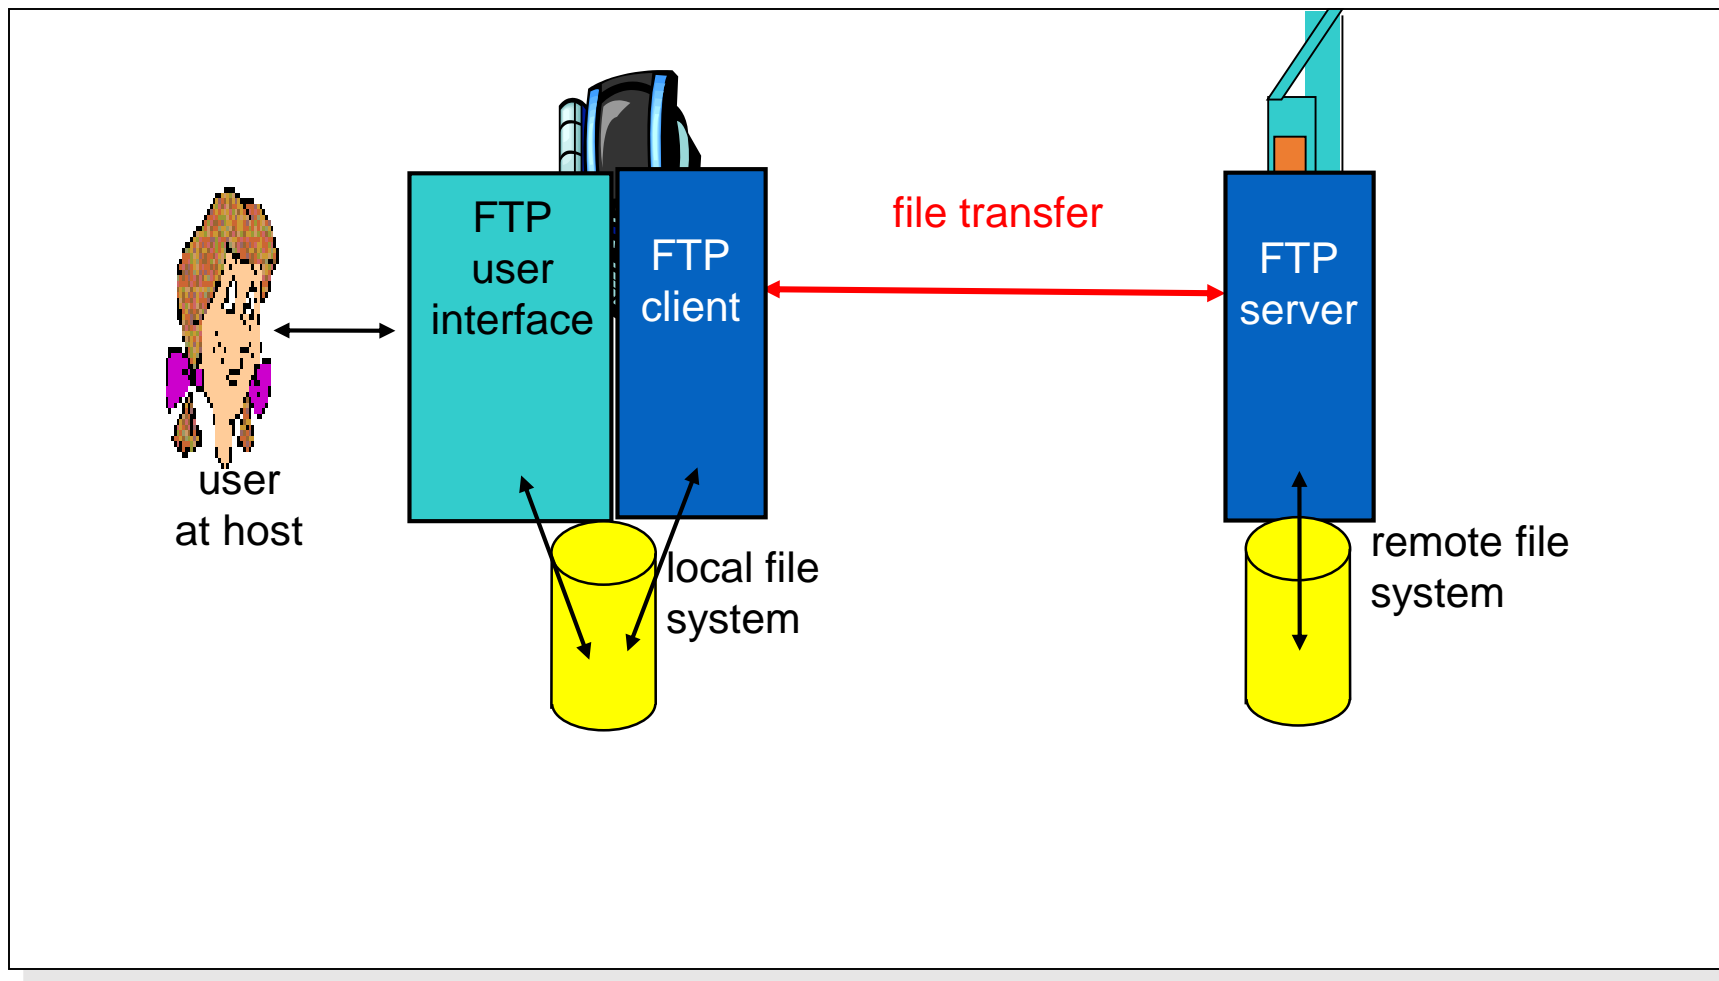 FTP
user
interface
FTP
client
file transfer
FTP
server
user
at host
local file
system
remote file
system